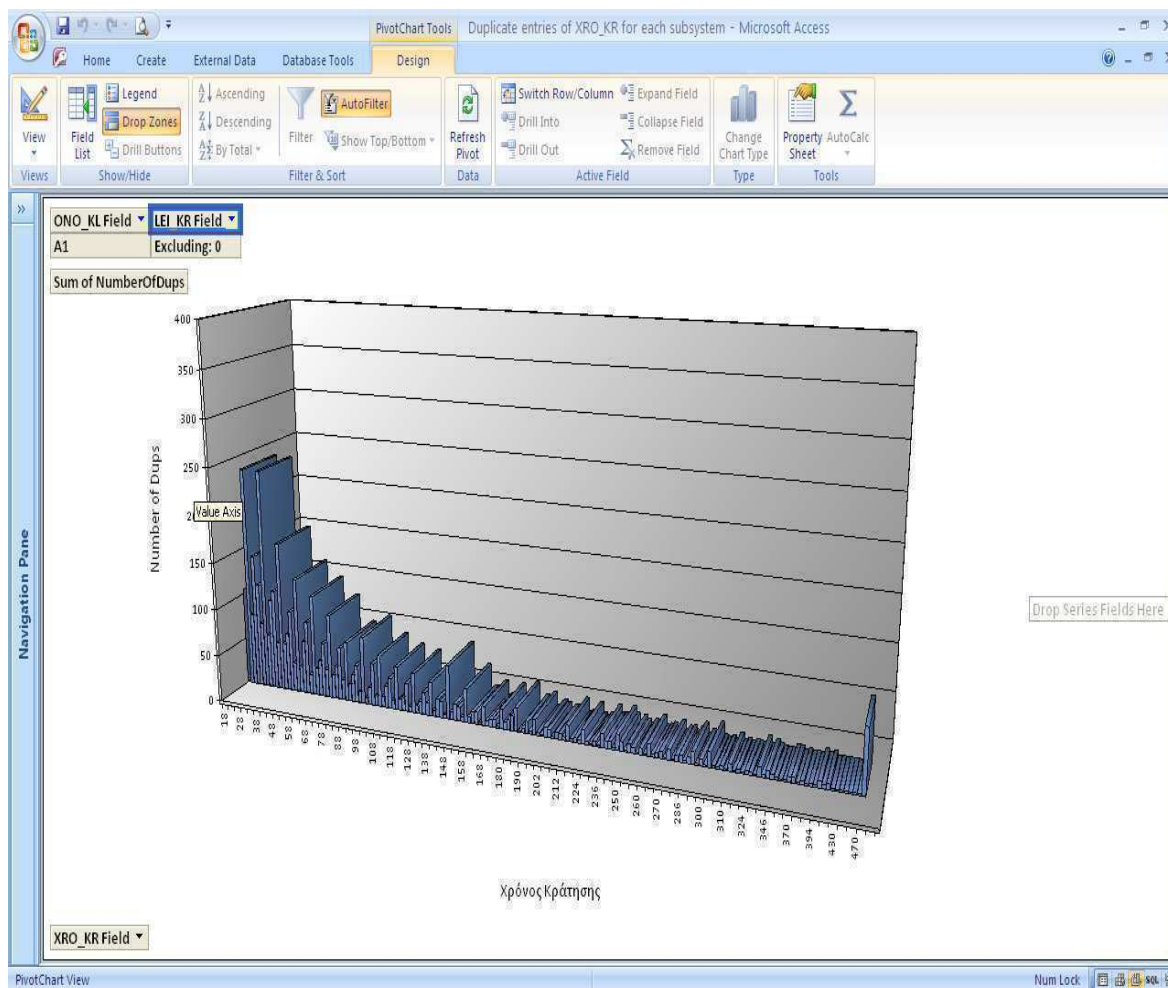 PivotChart Tools Duplicate entries of XRO_KR for each subsystem - Microsoft Access
Home Create External Data Database Tools Design
View
Views
Field List
Legend
Drop Zones
Drill Buttons
Show/Hide
Ascending
Descending
By Total
Filter
AutoFilter
Show Top/Bottom
Filter & Sort
Refresh Pivot
Data
Switch Row/Column
Drill Into
Drill Out
Expand Field
Collapse Field
Remove Field
Active Field
Change Chart Type
Type
Property Sheet
AutoCalc
Tools
Navigation Pane
ONO_KL Field LEI_KR Field
A1 Excluding: 0
Sum of NumberOfDups
Number of Dups
400
350
300
250
Value Axis
150
100
50
0
18 28 38 48 58 68 78 88 98 108 118 128 138 148 158 168 180 190 202 212 224 236 250 260 270 286 300 310 324 346 370 394 430 470
Χρόνος Κράτησης
Drop Series Fields Here
XRO_KR Field
PivotChart View Num Lock SQL